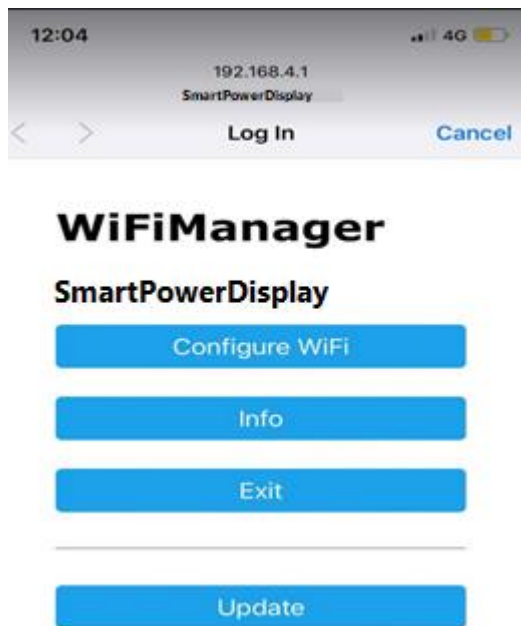 12:04 4G
192.168.4.1
SmartPowerDisplay
< > Log In Cancel
WiFiManager
SmartPowerDisplay
Configure WiFi
Info
Exit
Update